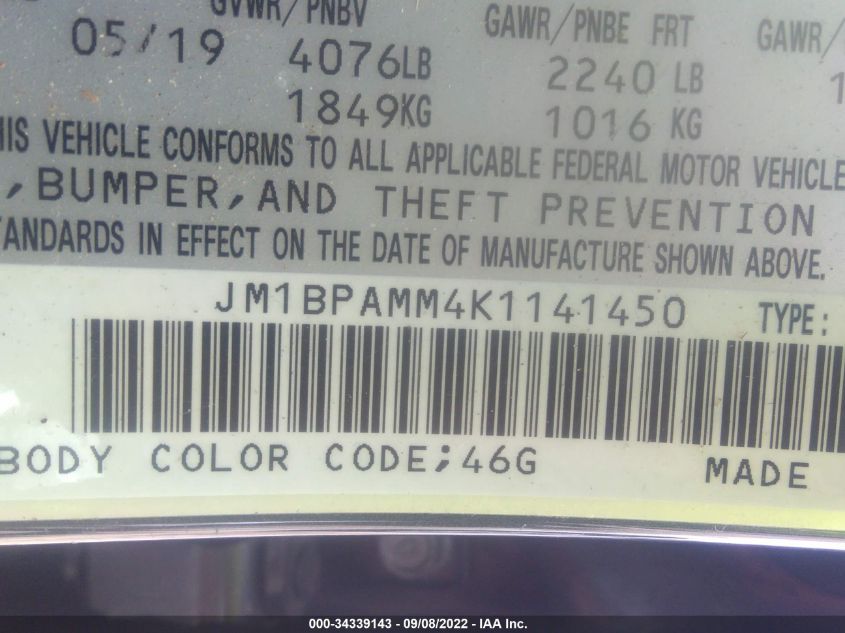 GVWR/PNBV GAWR/PNBE FRT GAWR/
05/19 4076LB 2240 LB 1
1849KG 1016 KG
HIS VEHICLE CONFORMS TO ALL APPLICABLE FEDERAL MOTOR VEHICLE
,BUMPER,AND THEFT PREVENTION
TANDARDS IN EFFECT ON THE DATE OF MANUFACTURE SHOWN ABOVE.
JM1BPAMM4K1141450 TYPE:
BODY COLOR CODE;46G MADE
000-34339143 - 09/08/2022 - IAA Inc.